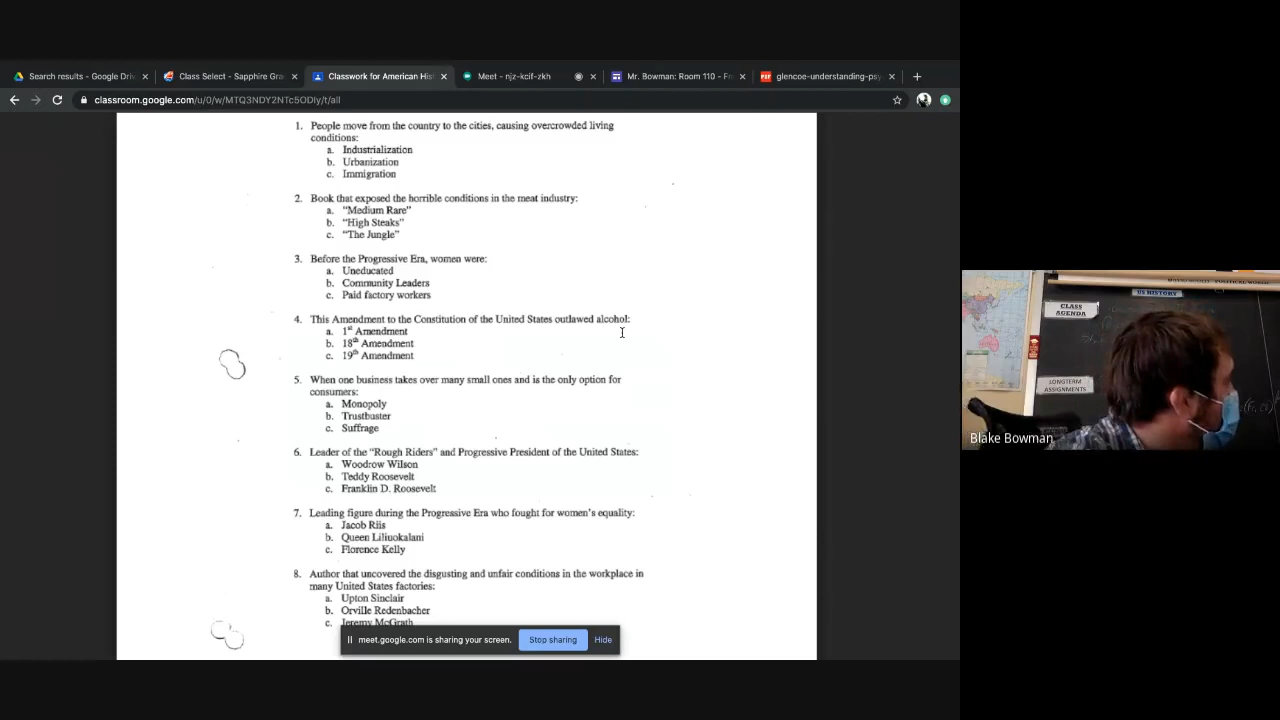 Search results - Google Driv
Class Select - Sapphire Gra
Classwork for American His
Meet - njz-kcif-zkh
Mr. Bowman: Room 110 - Fr
glencoe-understanding-psy
classroom.google.com/u/0/w/MTQ3NDY2NTc5ODIy/t/all
1. People move from the country to the cities, causing overcrowded living
conditions:
a. Industrialization
b. Urbanization
c. Immigration
2. Book that exposed the horrible conditions in the meat industry:
a. “Medium Rare”
b. “High Steaks”
c. “The Jungle”
3. Before the Progressive Era, women were:
a. Uneducated
b. Community Leaders
c. Paid factory workers
4. This Amendment to the Constitution of the United States outlawed alcohol:
a. 1st Amendment
b. 18th Amendment
c. 19th Amendment
5. When one business takes over many small ones and is the only option for
consumers:
a. Monopoly
b. Trustbuster
c. Suffrage
6. Leader of the “Rough Riders” and Progressive President of the United States:
a. Woodrow Wilson
b. Teddy Roosevelt
c. Franklin D. Roosevelt
7. Leading figure during the Progressive Era who fought for women’s equality:
a. Jacob Riis
b. Queen Liliuokalani
c. Florence Kelly
8. Author that uncovered the disgusting and unfair conditions in the workplace in
many United States factories:
a. Upton Sinclair
b. Orville Redenbacher
c. Jeremy McGrath
meet.google.com is sharing your screen.
Stop sharing
Hide
US HISTORY
CLASS
AGENDA
LONGTERM
ASSIGNMENTS
Blake Bowman